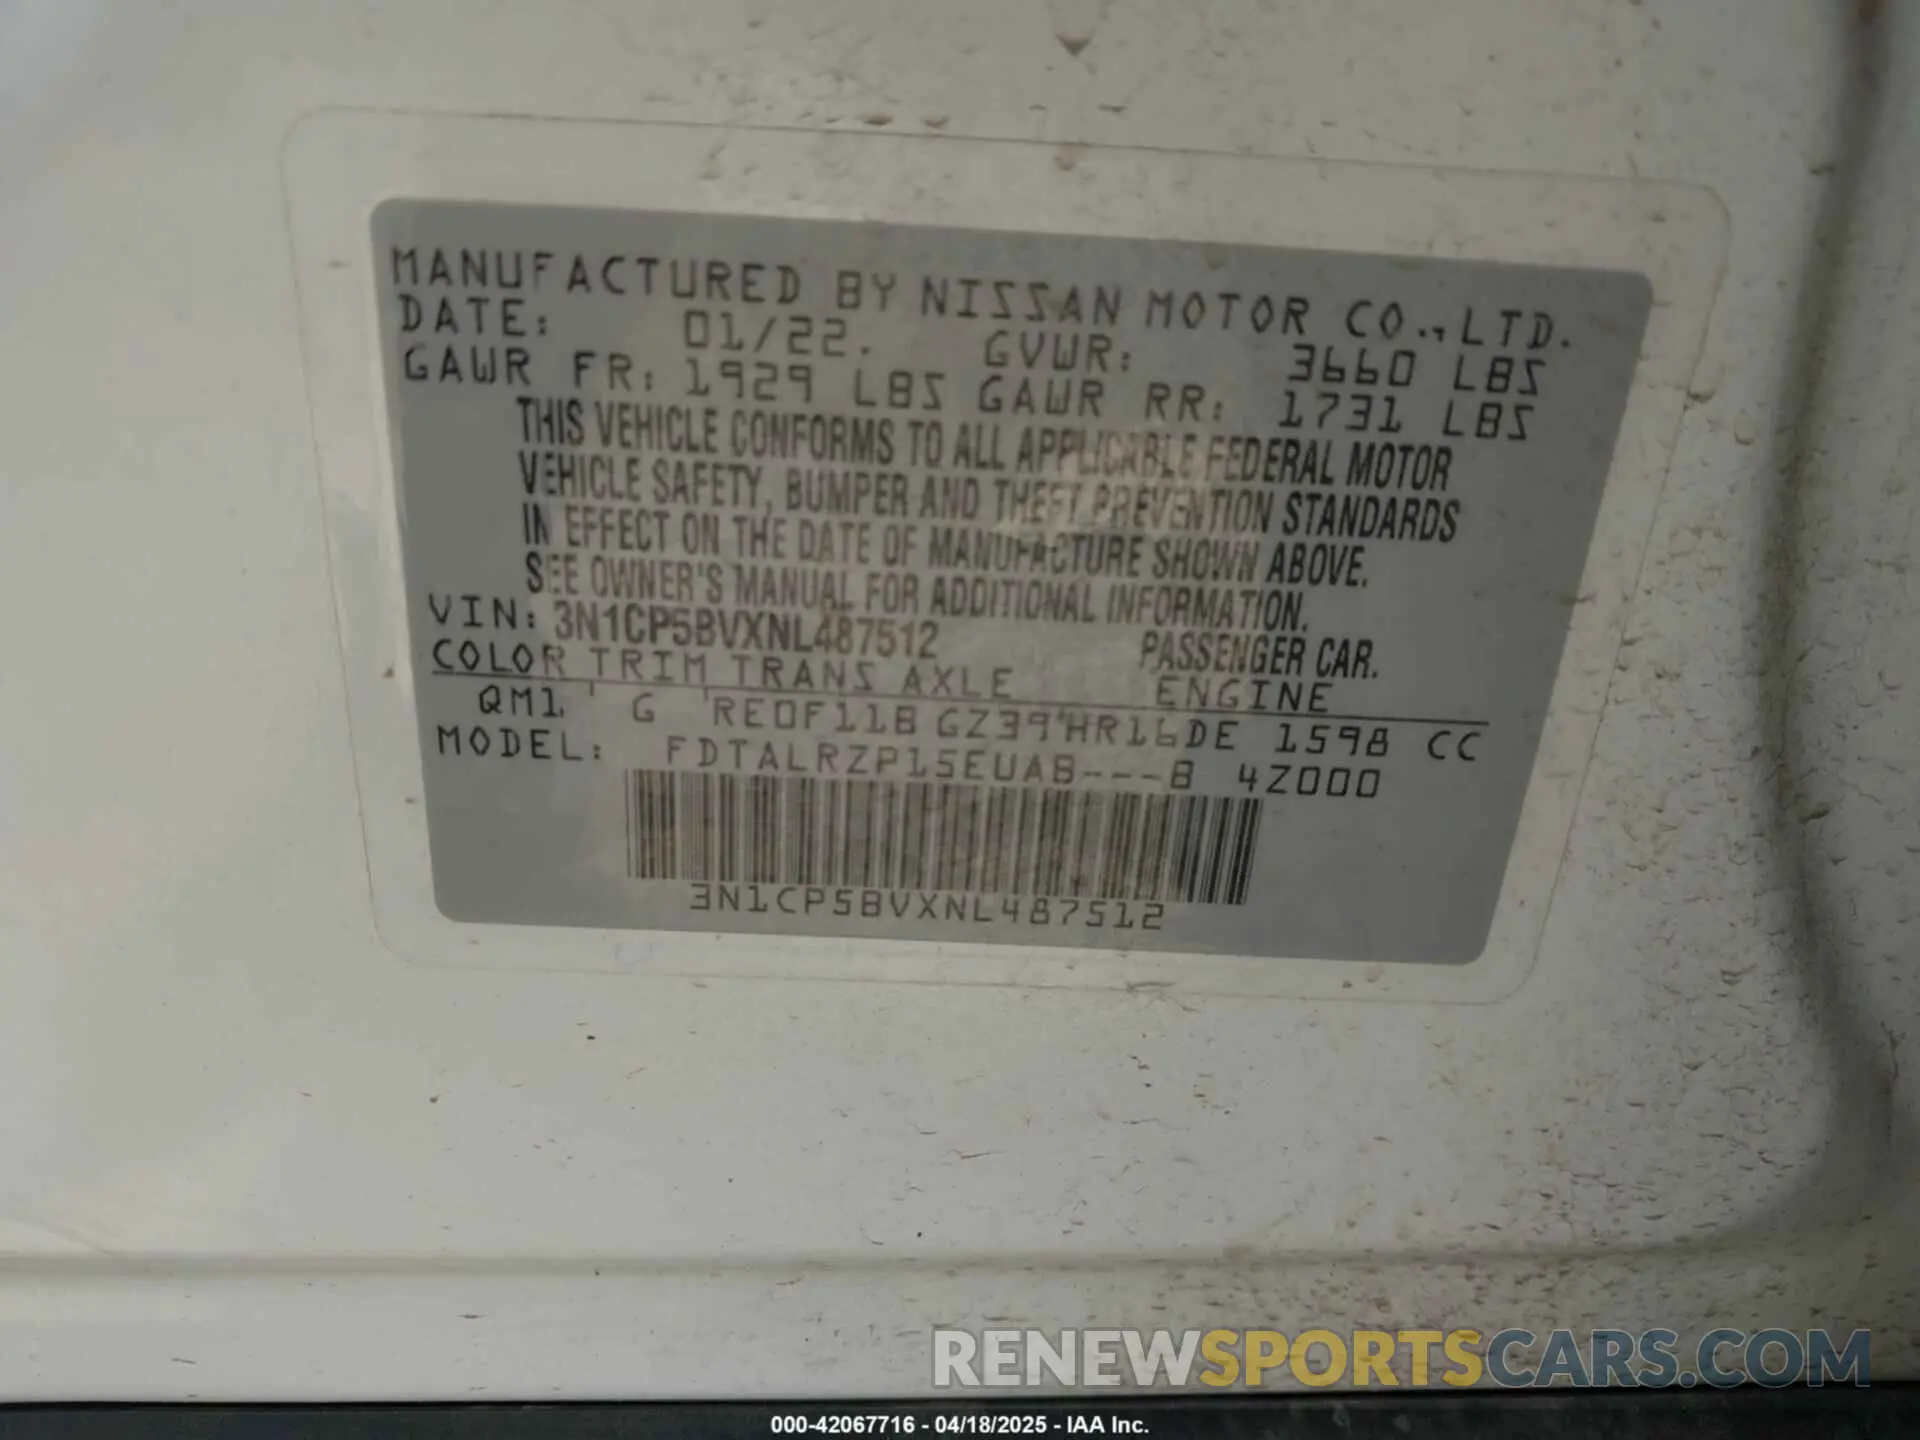 MANUFACTURED BY NISSAN MOTOR CO., LTD.
DATE: 01/22. GVWR: 3660 LBS
GAWR FR: 1929 LBS GAWR RR: 1731 LBS
THIS VEHICLE CONFORMS TO ALL APPLICABLE FEDERAL MOTOR
VEHICLE SAFETY, BUMPER AND THEFT PREVENTION STANDARDS
IN EFFECT ON THE DATE OF MANUFACTURE SHOWN ABOVE.
SEE OWNER'S MANUAL FOR ADDITIONAL INFORMATION.
VIN: 3N1CP5BVXNL487512 PASSENGER CAR.
COLOR TRIM TRANS AXLE ENGINE
QM1 G RE0F11B GZ39 HR16DE 1598 CC
MODEL: FDTALRZP15EUAB---B 4Z000
3N1CP5BVXNL487512
RENEWSPORTSCARS.COM
000-42067716 - 04/18/2025 - IAA Inc.